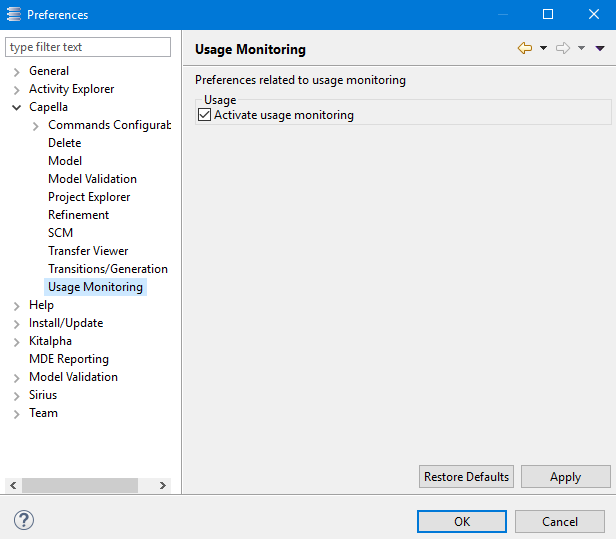 Preferences
type filter text
General
Activity Explorer
Capella
Commands Configurab
Delete
Model
Model Validation
Project Explorer
Refinement
SCM
Transfer Viewer
Transitions/Generation
Usage Monitoring
Help
Install/Update
Kitalpha
MDE Reporting
Model Validation
Sirius
Team
Usage Monitoring
Preferences related to usage monitoring
Usage
Activate usage monitoring
Restore Defaults
Apply
?
OK
Cancel